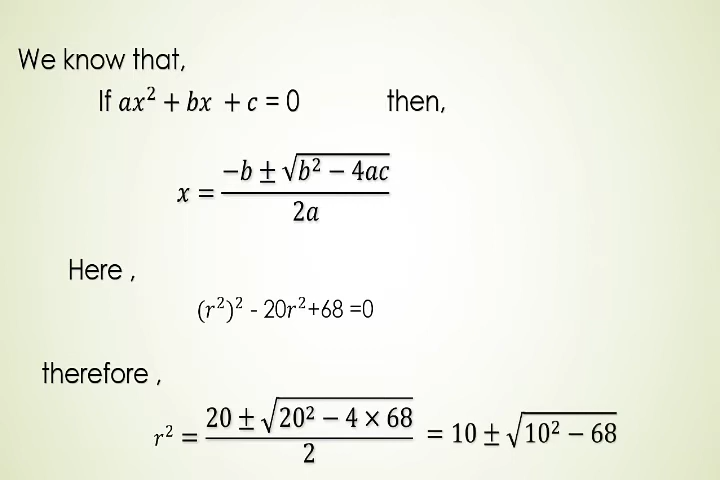 We know that,
If 𝑎𝑥² + 𝑏𝑥 + 𝑐 = 0 then,
𝑥 = (−𝑏 ± √(𝑏² − 4𝑎𝑐)) / 2𝑎
Here ,
(𝑟²)² - 20𝑟²+68 =0
therefore ,
𝑟² = (20 ± √(20² − 4 × 68)) / 2 = 10 ± √(10² − 68)